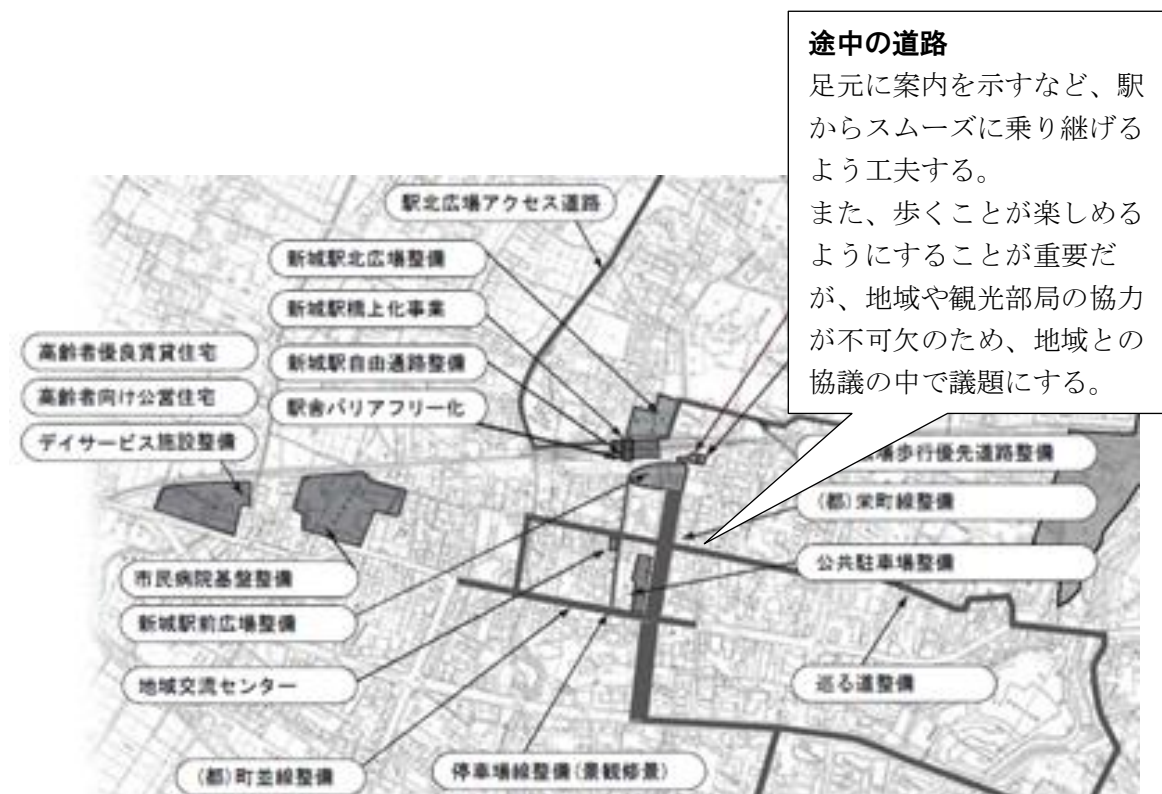 途中の道路
足元に案内を示すなど、駅
からスムーズに乗り継げる
よう工夫する。
また、歩くことが楽しめる
ようにすることが重要だ
が、地域や観光部局の協力
が不可欠のため、地域との
協議の中で議題にする。
駅北広場アクセス道路
新城駅北広場整備
新城駅橋上化事業
新城駅自由通路整備
駅舎バリアフリー化
高齢者優良賃貸住宅
高齢者向け公営住宅
デイサービス施設整備
市民病院基盤整備
新城駅前広場整備
地域交流センター
(都)町並線整備
停車場線整備(景観修景)
歩行優先道路整備
(都)栄町線整備
公共駐車場整備
巡る道整備